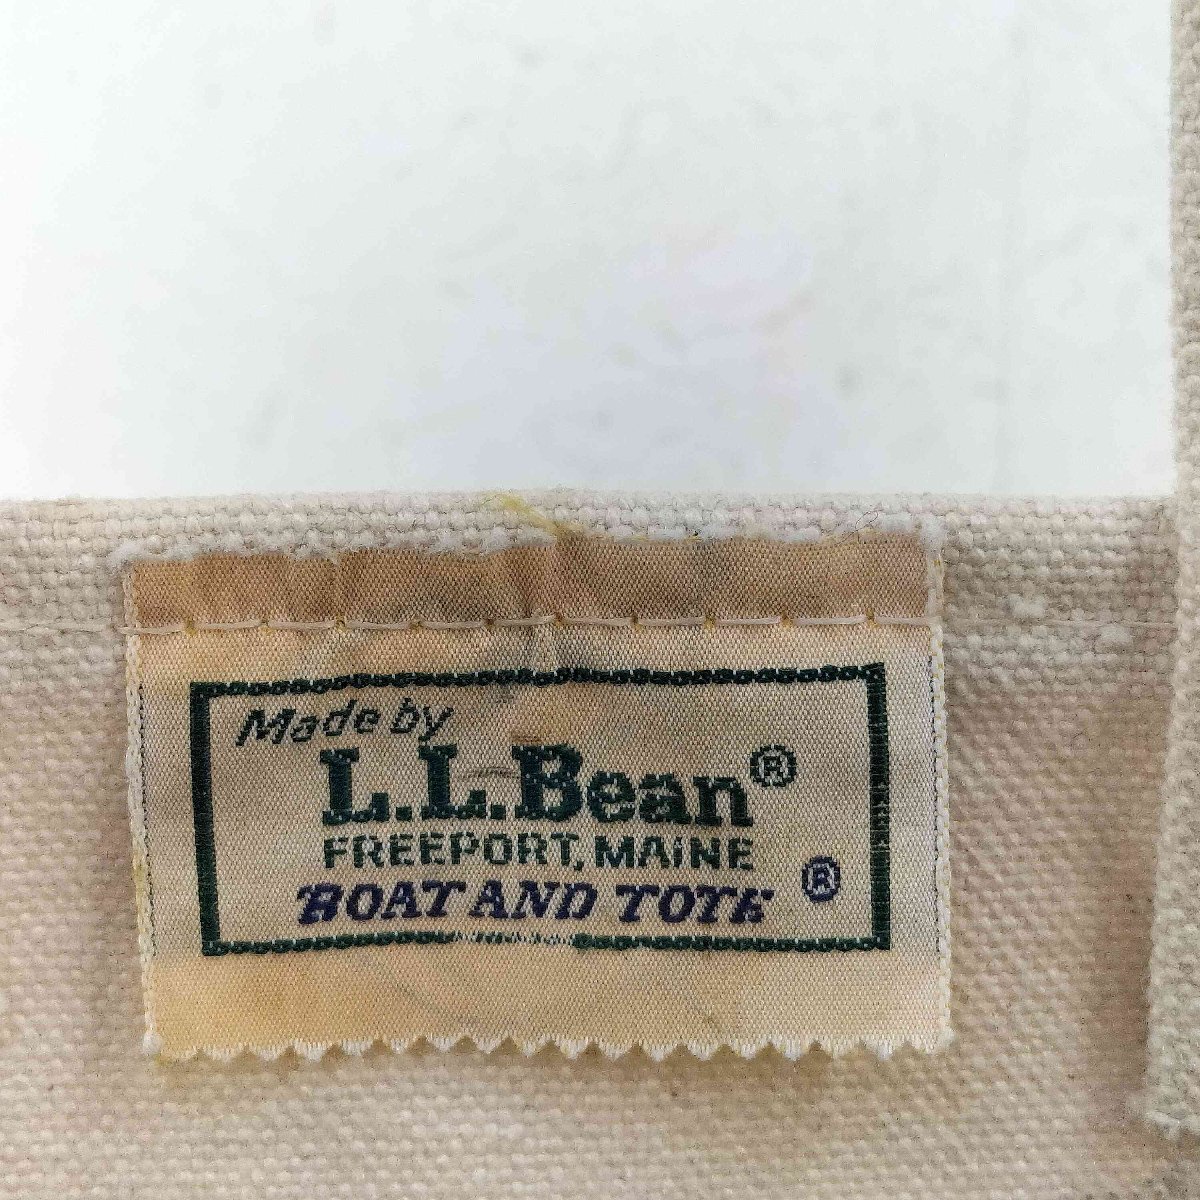 Made by
L.L.Bean®
FREEPORT, MAINE
BOAT AND TOTE ®